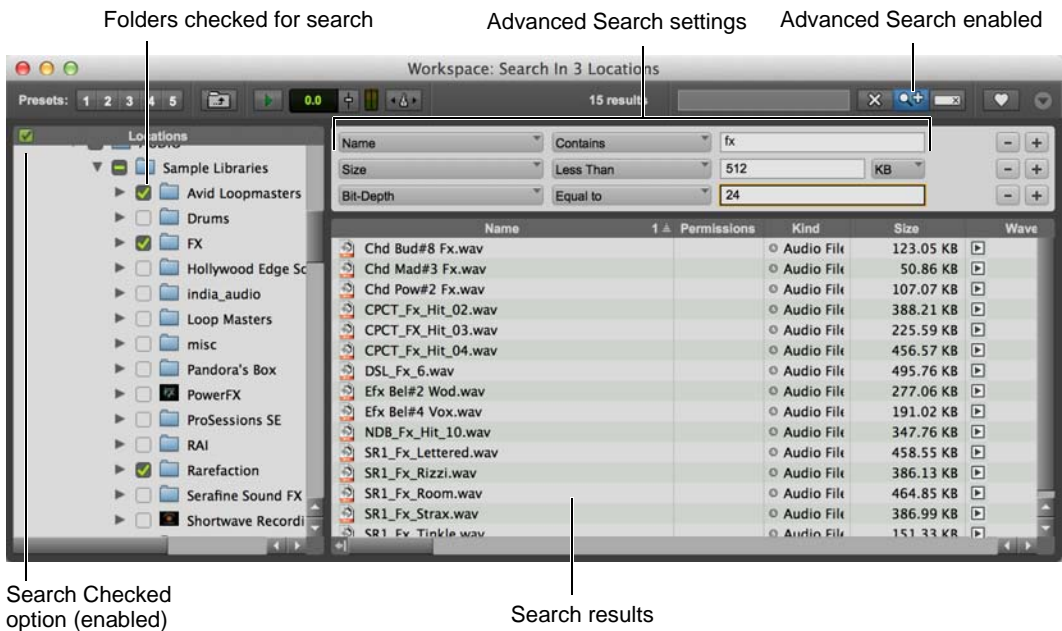 Folders checked for search
Advanced Search settings
Advanced Search enabled
Workspace: Search In 3 Locations
Presets: 1 2 3 4 5
0.0
15 results
Locations
Sample Libraries
Avid Loopmasters
Drums
FX
Hollywood Edge Sc
india_audio
Loop Masters
misc
Pandora's Box
PowerFX
ProSessions SE
RAI
Rarefaction
Serafine Sound FX
Shortwave Recordi
Name Contains fx - +
Size Less Than 512 KB - +
Bit-Depth Equal to 24 - +
Name 1 Permissions Kind Size Wave
Chd Bud#8 Fx.wav Audio File 123.05 KB
Chd Mad#3 Fx.wav Audio File 50.86 KB
Chd Pow#2 Fx.wav Audio File 107.07 KB
CPCT_Fx_Hit_02.wav Audio File 388.21 KB
CPCT_Fx_Hit_03.wav Audio File 225.59 KB
CPCT_Fx_Hit_04.wav Audio File 456.57 KB
DSL_Fx_6.wav Audio File 495.76 KB
Efx Bel#2 Wod.wav Audio File 277.06 KB
Efx Bel#4 Vox.wav Audio File 191.02 KB
NDB_Fx_Hit_10.wav Audio File 347.76 KB
SR1_Fx_Lettered.wav Audio File 458.55 KB
SR1_Fx_Rizzi.wav Audio File 386.13 KB
SR1_Fx_Room.wav Audio File 464.85 KB
SR1_Fx_Strax.wav Audio File 386.99 KB
SR1_Fx_Tinkle.wav Audio File 151.33 KB
Search Checked
option (enabled)
Search results